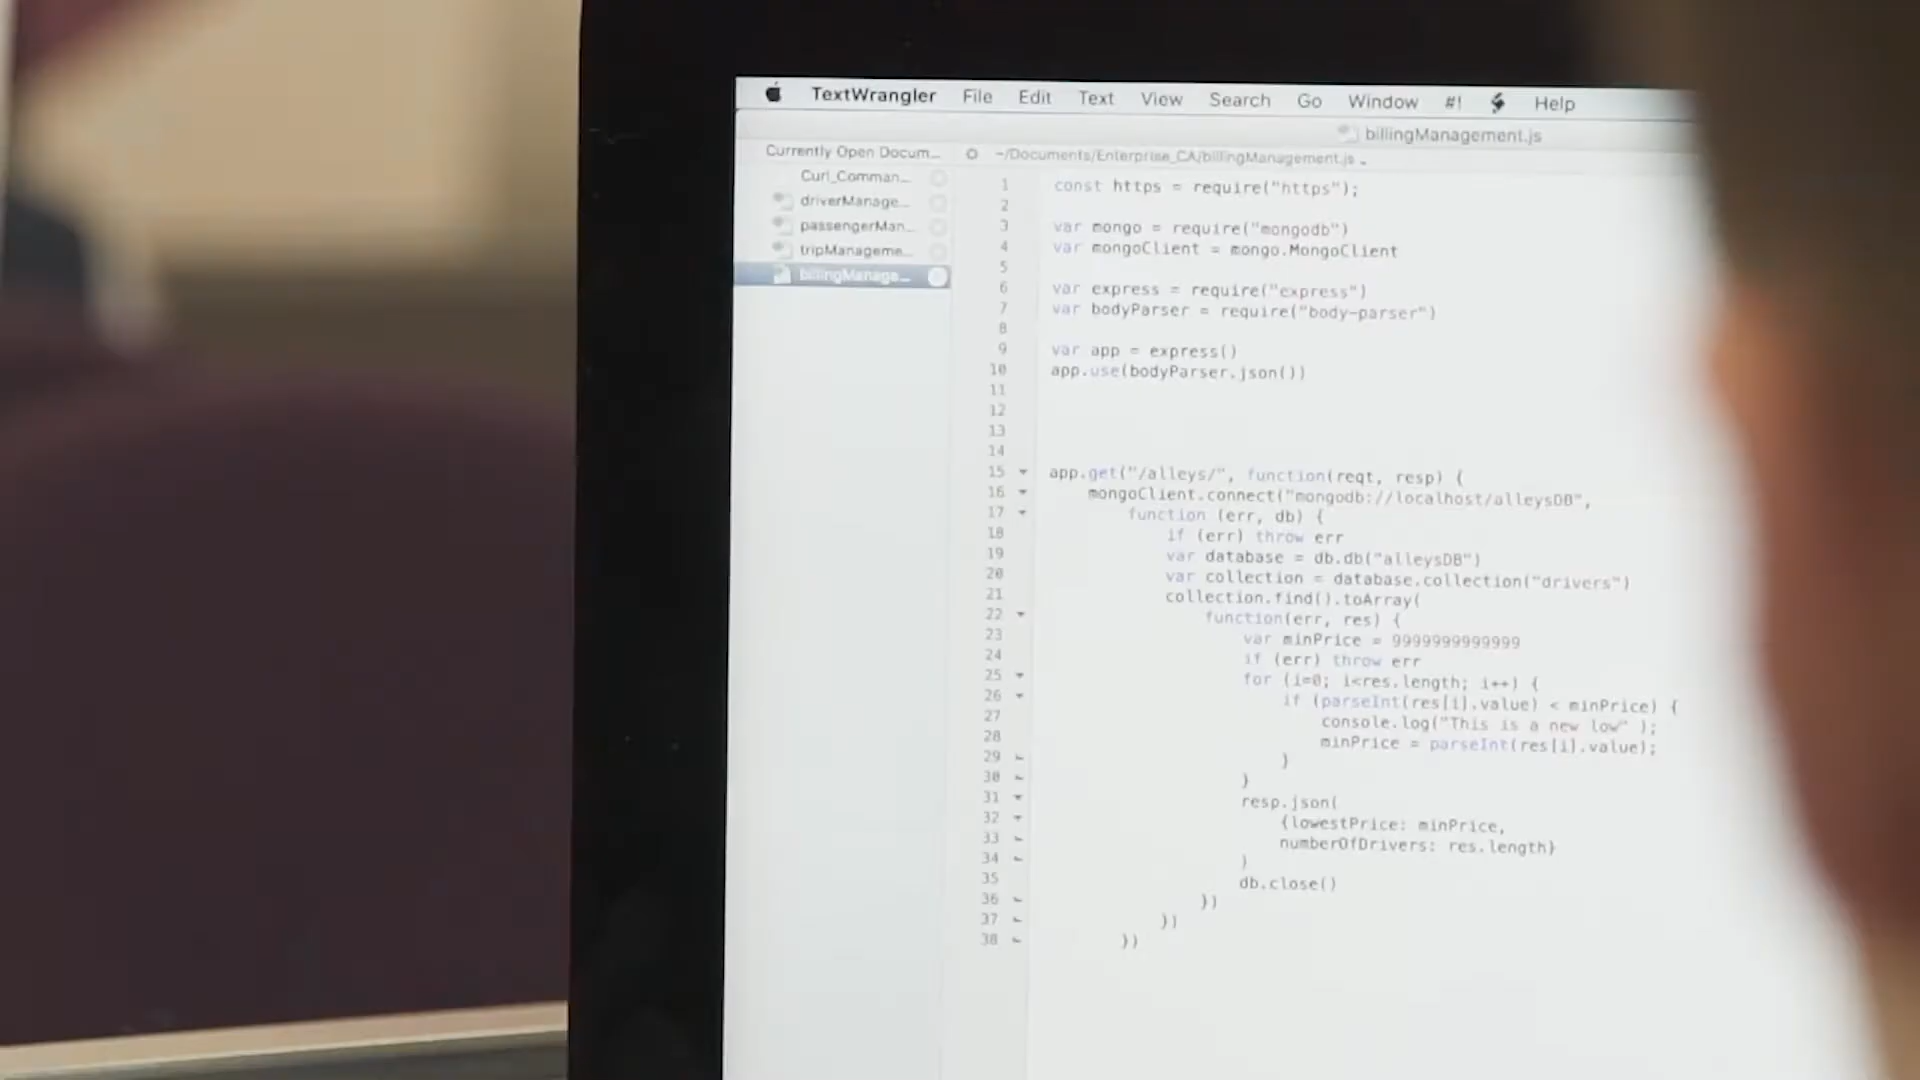 TextWrangler File Edit Text View Search Go Window #! Help
billingManagement.js
Currently Open Docum...
~/Documents/Enterprise_CA/billingManagement.js
Curl_Comman...
driverManage...
passengerMan...
tripManageme...
billingManage...
1 const https = require("https");
2
3 var mongo = require("mongodb")
4 var mongoClient = mongo.MongoClient
5
6 var express = require("express")
7 var bodyParser = require("body-parser")
8
9 var app = express()
10 app.use(bodyParser.json())
11
12
13
14
15 app.get("/alleys/", function(reqt, resp) {
16 mongoClient.connect("mongodb://localhost/alleysDB",
17 function (err, db) {
18 if (err) throw err
19 var database = db.db("alleysDB")
20 var collection = database.collection("drivers")
21 collection.find().toArray(
22 function(err, res) {
23 var minPrice = 9999999999999
24 if (err) throw err
25 for (i=0; i<res.length; i++) {
26 if (parseInt(res[i].value) < minPrice) {
27 console.log("This is a new low" );
28 minPrice = parseInt(res[i].value);
29 }
30 }
31 resp.json(
32 {lowestPrice: minPrice,
33 numberOfDrivers: res.length}
34 )
35 db.close()
36 })
37 })
38 })